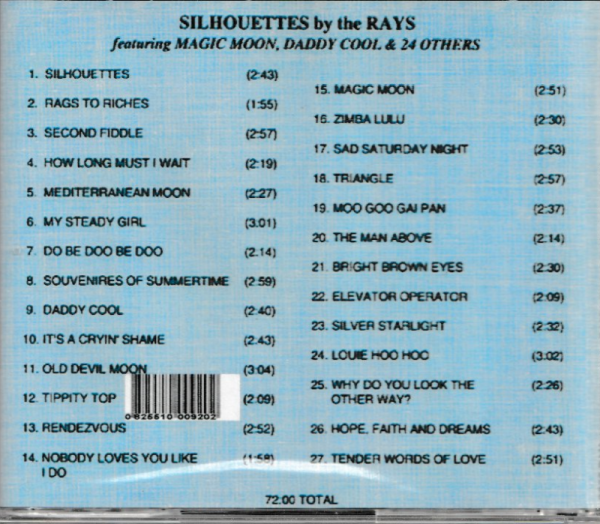 SILHOUETTES by the RAYS
featuring MAGIC MOON, DADDY COOL & 24 OTHERS
1. SILHOUETTES (2:43)
2. RAGS TO RICHES (1:55)
3. SECOND FIDDLE (2:57)
4. HOW LONG MUST I WAIT (2:19)
5. MEDITERRANEAN MOON (2:27)
6. MY STEADY GIRL (3.01)
7. DO BE DOO BE DOO (2.14)
8. SOUVENIRES OF SUMMERTIME (2:59)
9. DADDY COOL (2:40)
10. IT'S A CRYIN' SHAME (2.43)
11. OLD DEVIL MOON (3:04)
12. TIPPITY TOP (2:09)
0 825510 009202
13. RENDEZVOUS (2:52)
14. NOBODY LOVES YOU LIKE (1:58)
I DO
15. MAGIC MOON (2:51)
16. ZIMBA LULU (2:30)
17. SAD SATURDAY NIGHT (2:53)
18. TRIANGLE (2:57)
19. MOO GOO GAI PAN (2:37)
20. THE MAN ABOVE (2:14)
21. BRIGHT BROWN EYES (2:30)
22. ELEVATOR OPERATOR (2:09)
23. SILVER STARLIGHT (2:32)
24. LOUIE HOO HOO (3:02)
25. WHY DO YOU LOOK THE (2:26)
OTHER WAY?
26. HOPE, FAITH AND DREAMS (2:43)
27. TENDER WORDS OF LOVE (2:51)
72:00 TOTAL